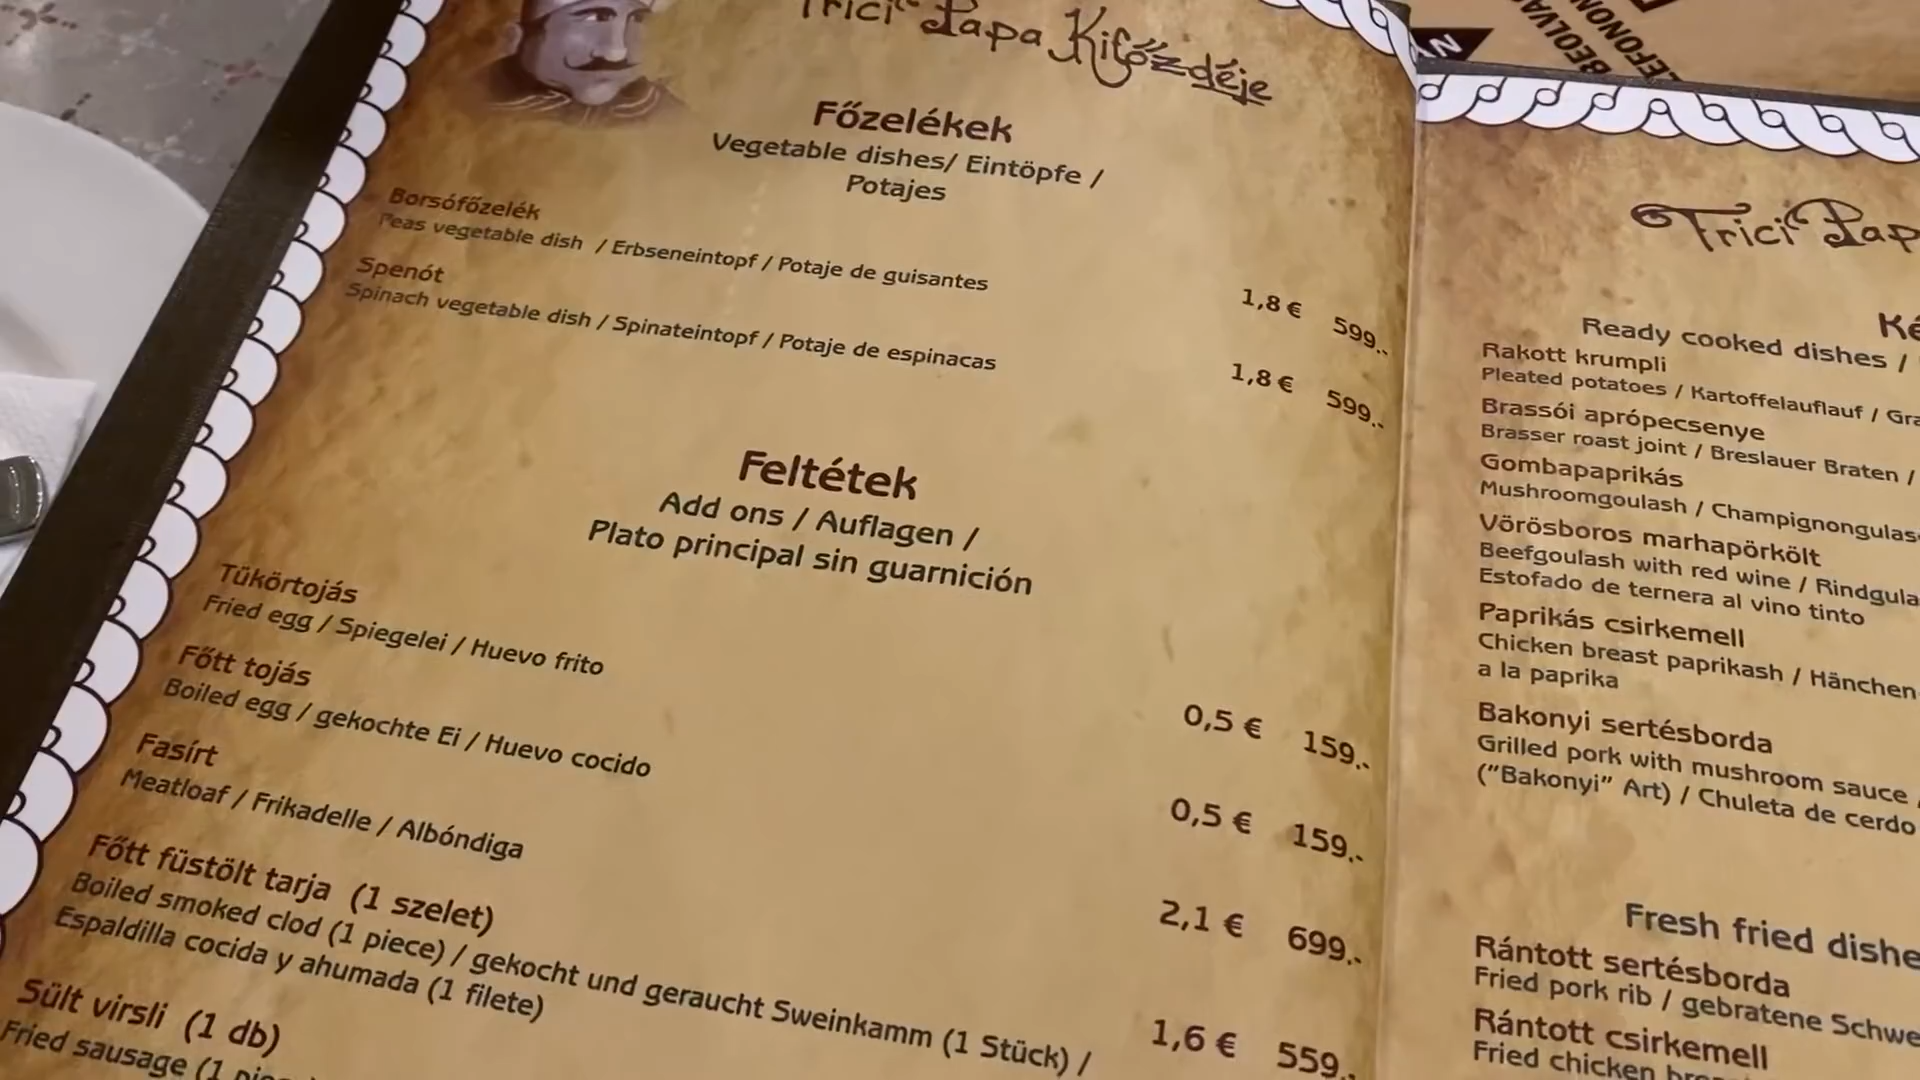 Trici Papa Kifőzdéje
Főzelékek
Vegetable dishes/ Eintöpfe /
Potajes
Borsófőzelék
Peas vegetable dish / Erbseneintopf / Potaje de guisantes
1,8 € 599.-
Spenót
Spinach vegetable dish / Spinateintopf / Potaje de espinacas
1,8 € 599.-
Feltétek
Add ons / Auflagen /
Plato principal sin guarnición
Tükörtojás
Fried egg / Spiegelei / Huevo frito
0,5 € 159.-
Főtt tojás
Boiled egg / gekochte Ei / Huevo cocido
0,5 € 159.-
Fasírt
Meatloaf / Frikadelle / Albóndiga
2,1 € 699.-
Főtt füstölt tarja (1 szelet)
Boiled smoked clod (1 piece) / gekocht und geraucht Sweinkamm (1 Stück) /
Espaldilla cocida y ahumada (1 filete)
1,6 € 559.-
Sült virsli (1 db)
Fried sausage (1
Trici Pap
Ké
Ready cooked dishes /
Rakott krumpli
Pleated potatoes / Kartoffelauflauf / Gra
Brassói aprópecsenye
Brasser roast joint / Breslauer Braten /
Gombapaprikás
Mushroomgoulash / Champignongulas
Vörösboros marhapörkölt
Beefgoulash with red wine / Rindgula
Estofado de ternera al vino tinto
Paprikás csirkemell
Chicken breast paprikash / Hänchen
a la paprika
Bakonyi sertésborda
Grilled pork with mushroom sauce /
("Bakonyi" Art) / Chuleta de cerdo
Fresh fried dishe
Rántott sertésborda
Fried pork rib / gebratene Schwe
Rántott csirkemell
Fried chicken